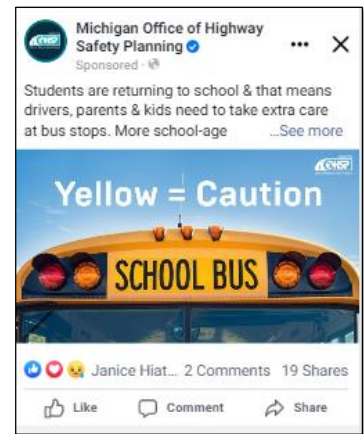 Michigan Office of Highway
Safety Planning
Sponsored ·
Students are returning to school & that means
drivers, parents & kids need to take extra care
at bus stops. More school-age ...See more
OHSP
Yellow = Caution
SCHOOL BUS
Janice Hiat... 2 Comments 19 Shares
Like Comment Share